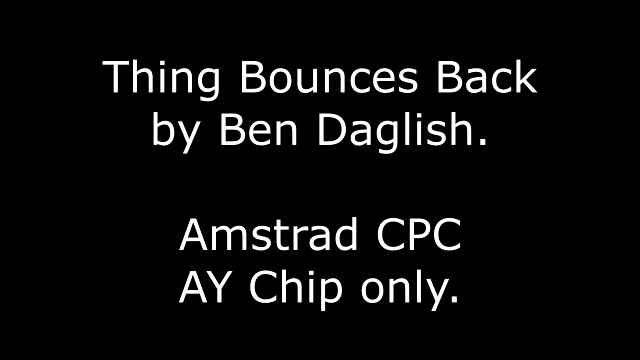 Thing Bounces Back
by Ben Daglish.
Amstrad CPC
AY Chip only.